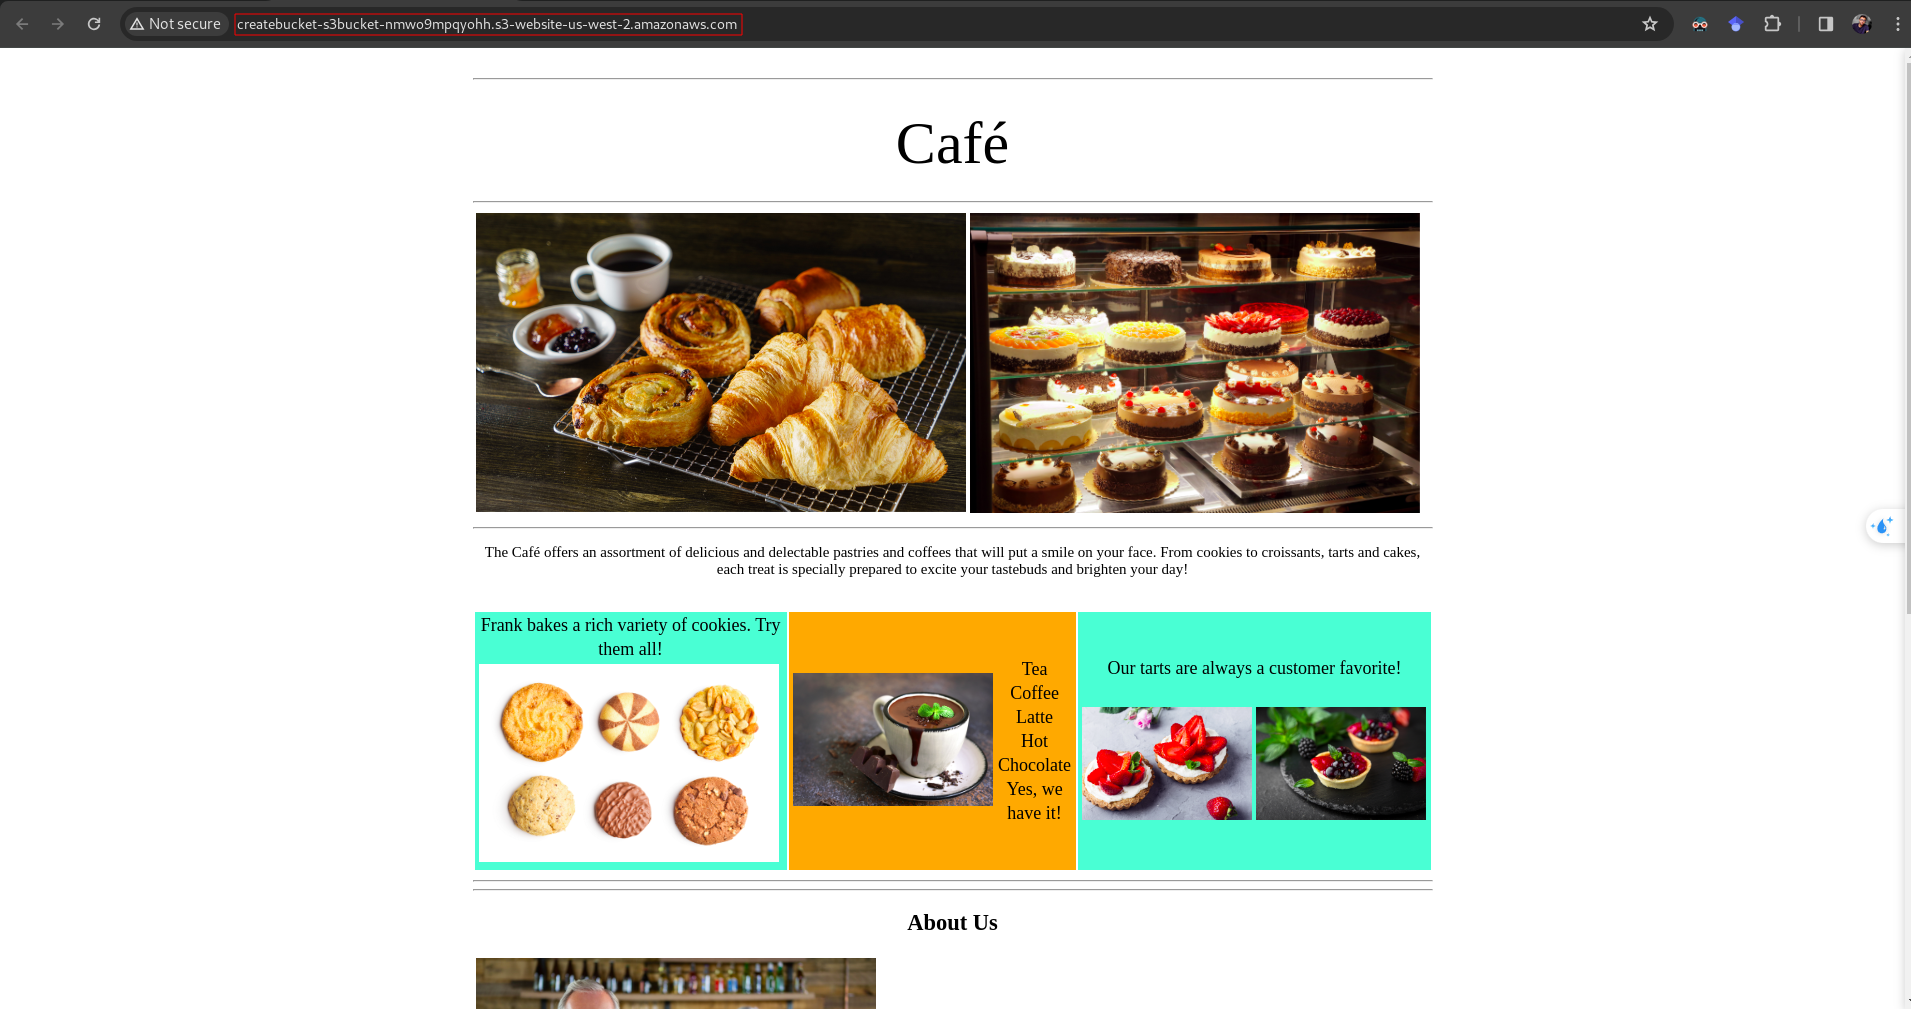 Not secure
createbucket-s3bucket-nmwo9mpqyohh.s3-website-us-west-2.amazonaws.com
Café
The Café offers an assortment of delicious and delectable pastries and coffees that will put a smile on your face. From cookies to croissants, tarts and cakes,
each treat is specially prepared to excite your tastebuds and brighten your day!
Frank bakes a rich variety of cookies. Try
them all!
Tea
Coffee
Latte
Hot
Chocolate
Yes, we
have it!
Our tarts are always a customer favorite!
About Us